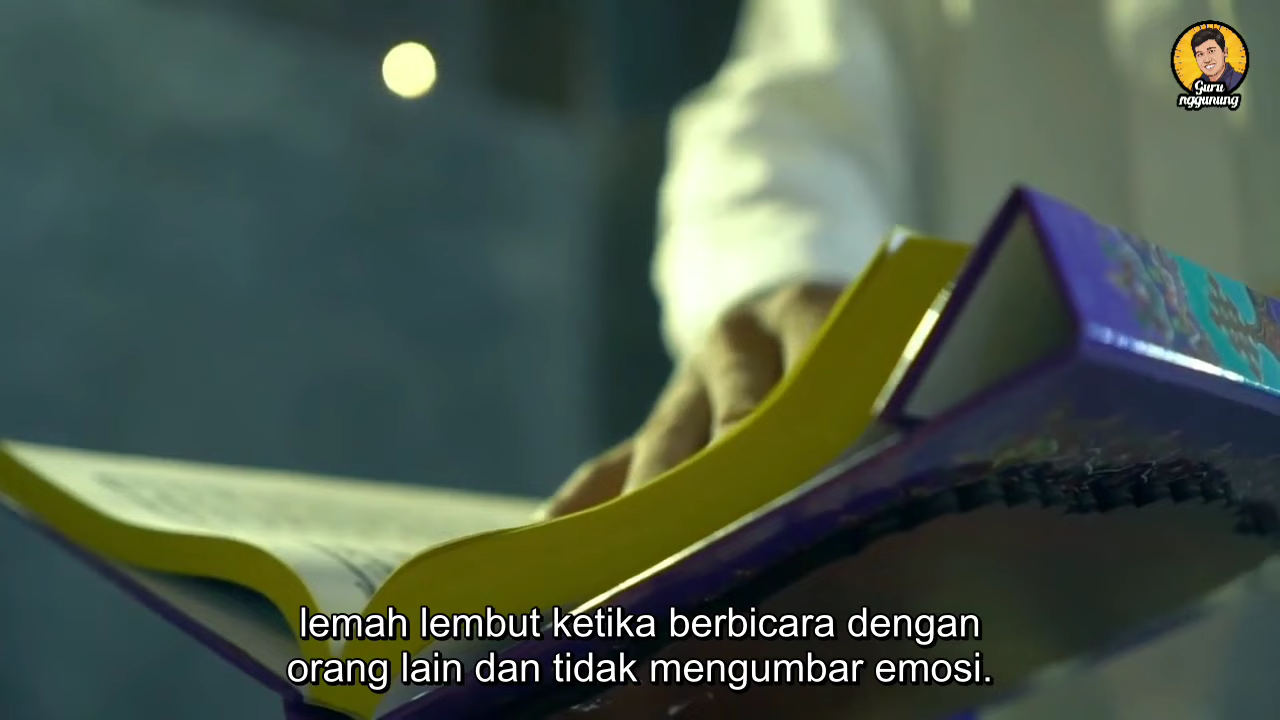 Guru
nggunung
lemah lembut ketika berbicara dengan
orang lain dan tidak mengumbar emosi.